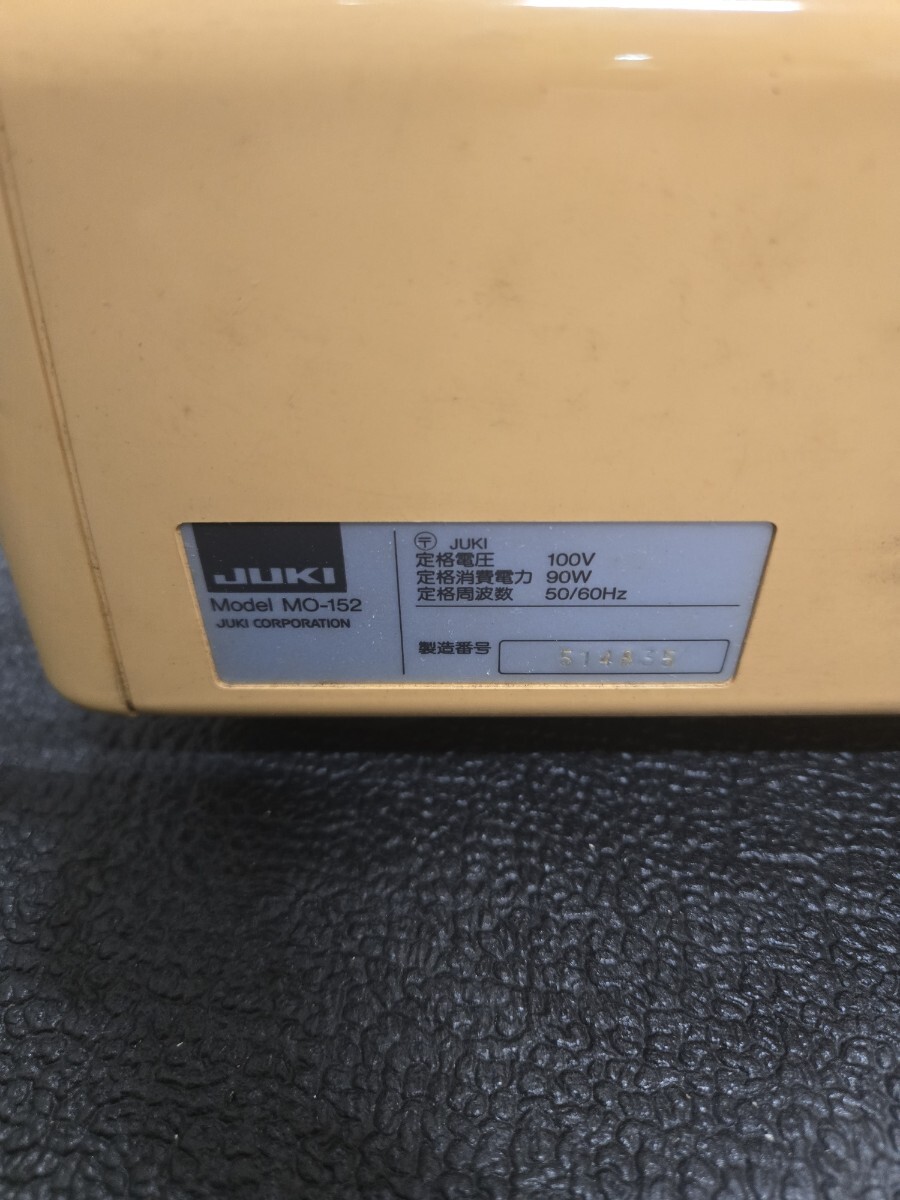 JUKI
Model MO-152
JUKI CORPORATION
〶 JUKI
定格電圧 100V
定格消費電力 90W
定格周波数 50/60Hz
製造番号